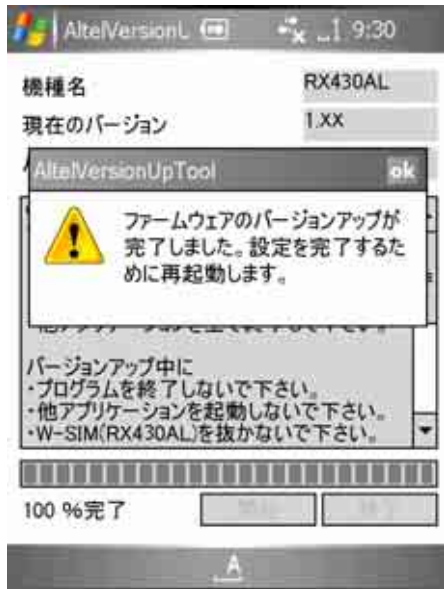 AltelVersionL 9:30
機種名 RX430AL
現在のバージョン 1.XX
AltelVersionUpTool ok
ファームウェアのバージョンアップが
完了しました。設定を完了するた
めに再起動します。
バージョンアップ中に
・プログラムを終了しないで下さい。
・他アプリケーションを起動しないで下さい。
・W-SIM(RX430AL)を抜かないで下さい。
100 %完了
A